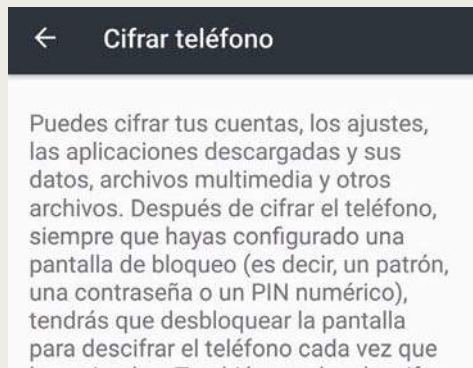 Cifrar teléfono
Puedes cifrar tus cuentas, los ajustes,
las aplicaciones descargadas y sus
datos, archivos multimedia y otros
archivos. Después de cifrar el teléfono,
siempre que hayas configurado una
pantalla de bloqueo (es decir, un patrón,
una contraseña o un PIN numérico),
tendrás que desbloquear la pantalla
para descifrar el teléfono cada vez que